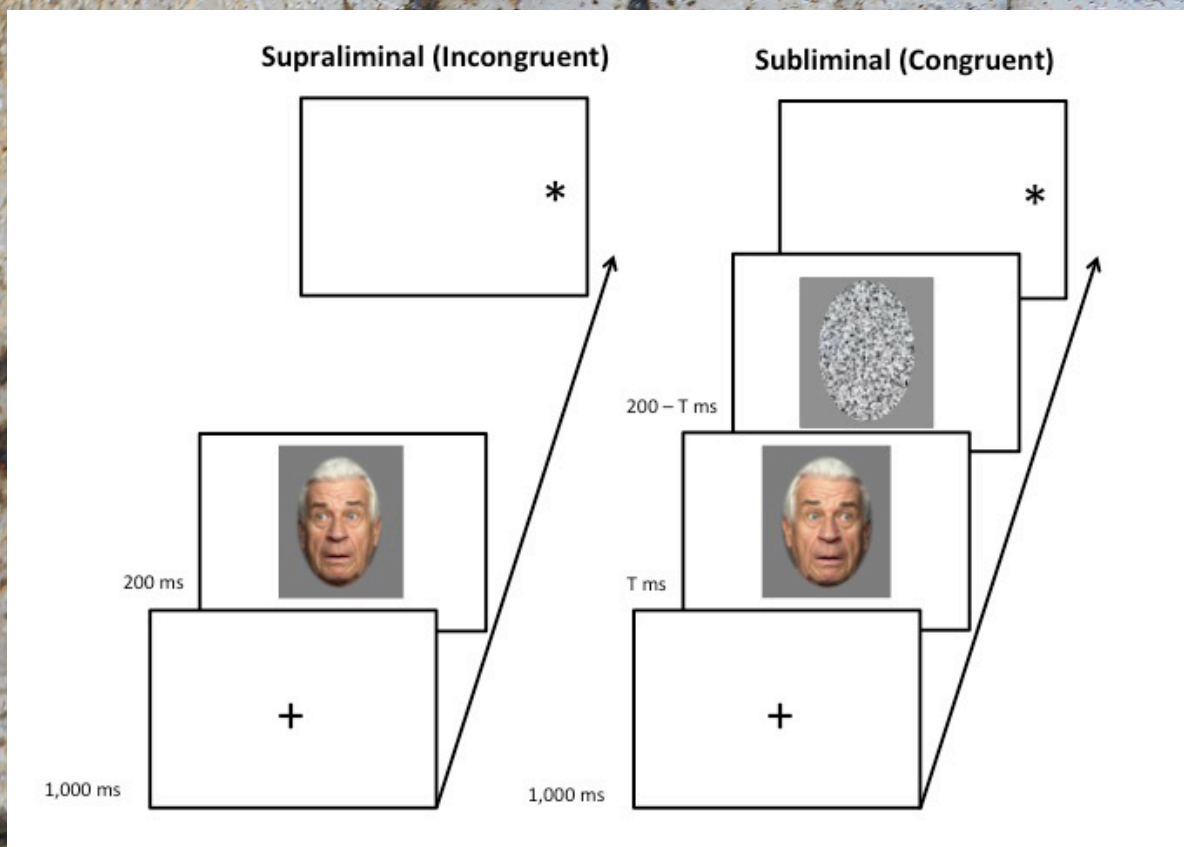 Supraliminal (Incongruent)
*
200 ms
+
1,000 ms
Subliminal (Congruent)
*
200 – T ms
T ms
+
1,000 ms